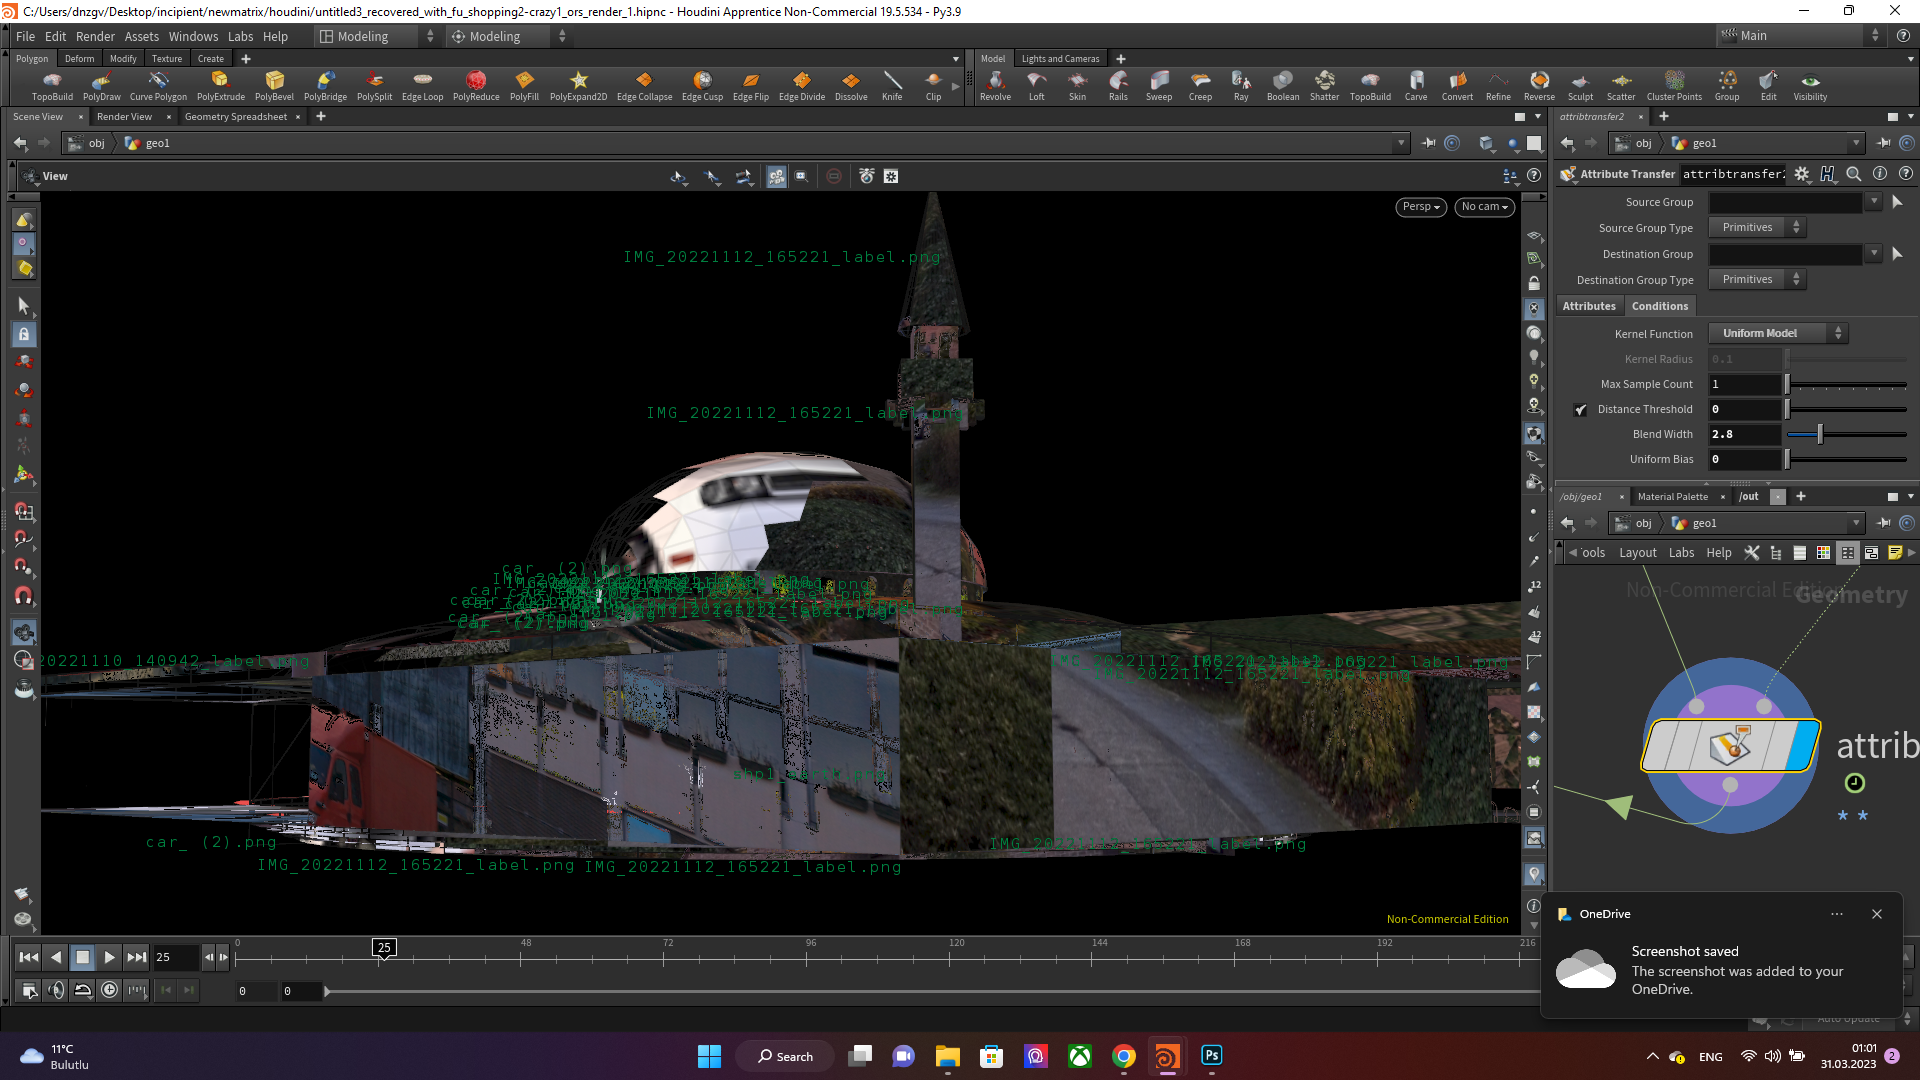 C:/Users/dnzgv/Desktop/incipient/newmatrix/houdini/untitled3_recovered_with_fu_shopping2-crazy1_ors_render_1.hipnc - Houdini Apprentice Non-Commercial 19.5.534 - Py3.9
File Edit Render Assets Windows Labs Help Modeling Modeling Main
Polygon Deform Modify Texture Create
Model Lights and Cameras
TopoBuild PolyDraw Curve Polygon PolyExtrude PolyBevel PolyBridge PolySplit Edge Loop PolyReduce PolyFill PolyExpand2D Edge Collapse Edge Cusp Edge Flip Edge Divide Dissolve Knife Clip
Revolve Loft Skin Rails Sweep Creep Ray Boolean Shatter TopoBuild Carve Convert Refine Reverse Sculpt Scatter Cluster Points Group Edit Visibility
Scene View Render View Geometry Spreadsheet
attribtransfer2
obj geo1
obj geo1
View
Attribute Transfer attribtransfer2
Persp No cam
Source Group
Source Group Type Primitives
Destination Group
Destination Group Type Primitives
Attributes Conditions
Kernel Function Uniform Model
Kernel Radius 0.1
Max Sample Count 1
Distance Threshold 0
Blend Width 2.8
Uniform Bias 0
/obj/geo1 Material Palette /out
obj geo1
ools Layout Labs Help
Non-Commercial Edition
Geometry
attrib
IMG_20221112_165221_label.png
IMG_20221112_165221_label.png
car_ (2).png
20221110_140942_label.png
IMG_20221112_165221_label.png
car_ (2).png
IMG_20221112_165221_label.png
IMG_20221112_165221_label.png
IMG_20221112_165221_label.png
Non-Commercial Edition
25
0 25 48 72 96 120 144 168 192 216
0 0
OneDrive
Screenshot saved
The screenshot was added to your
OneDrive.
Auto Update
11°C
Bulutlu
Search
ENG
01:01
31.03.2023
2